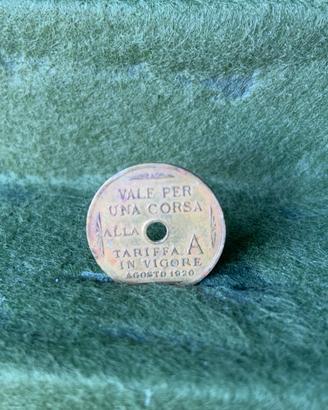 VALE PER
UNA CORSA
ALLA
TARIFFA A
IN VIGORE
AGOSTO 1920